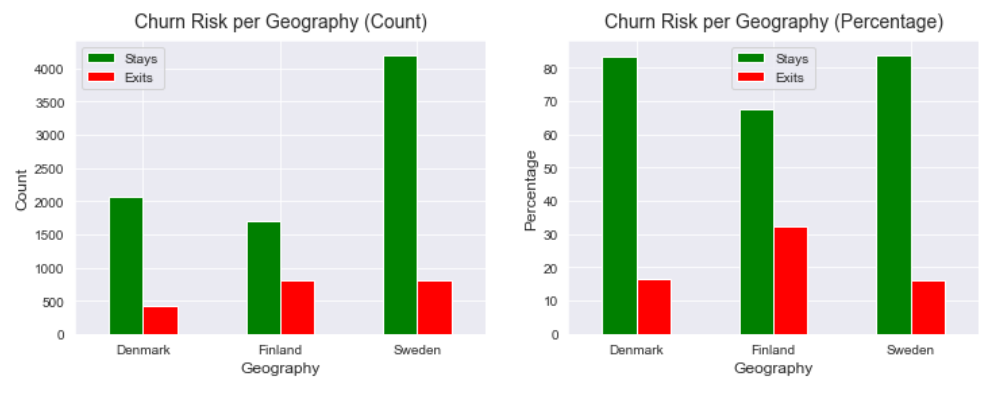 Churn Risk per Geography (Count)
Stays
Exits
4000
3500
3000
2500
2000
1500
1000
500
0
Count
Denmark
Finland
Sweden
Geography
Churn Risk per Geography (Percentage)
Stays
Exits
80
70
60
50
40
30
20
10
0
Percentage
Denmark
Finland
Sweden
Geography